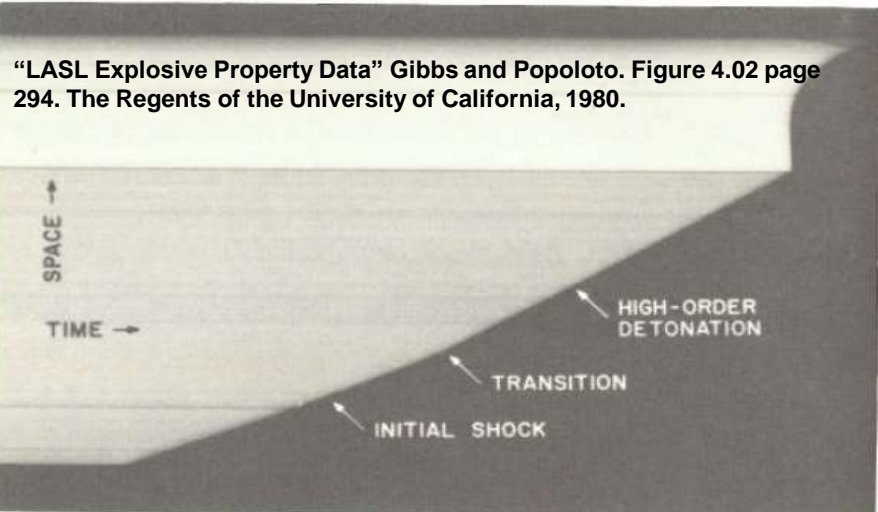 “LASL Explosive Property Data” Gibbs and Popoloto. Figure 4.02 page
294. The Regents of the University of California, 1980.
SPACE →
TIME →
HIGH-ORDER
DETONATION
TRANSITION
INITIAL SHOCK